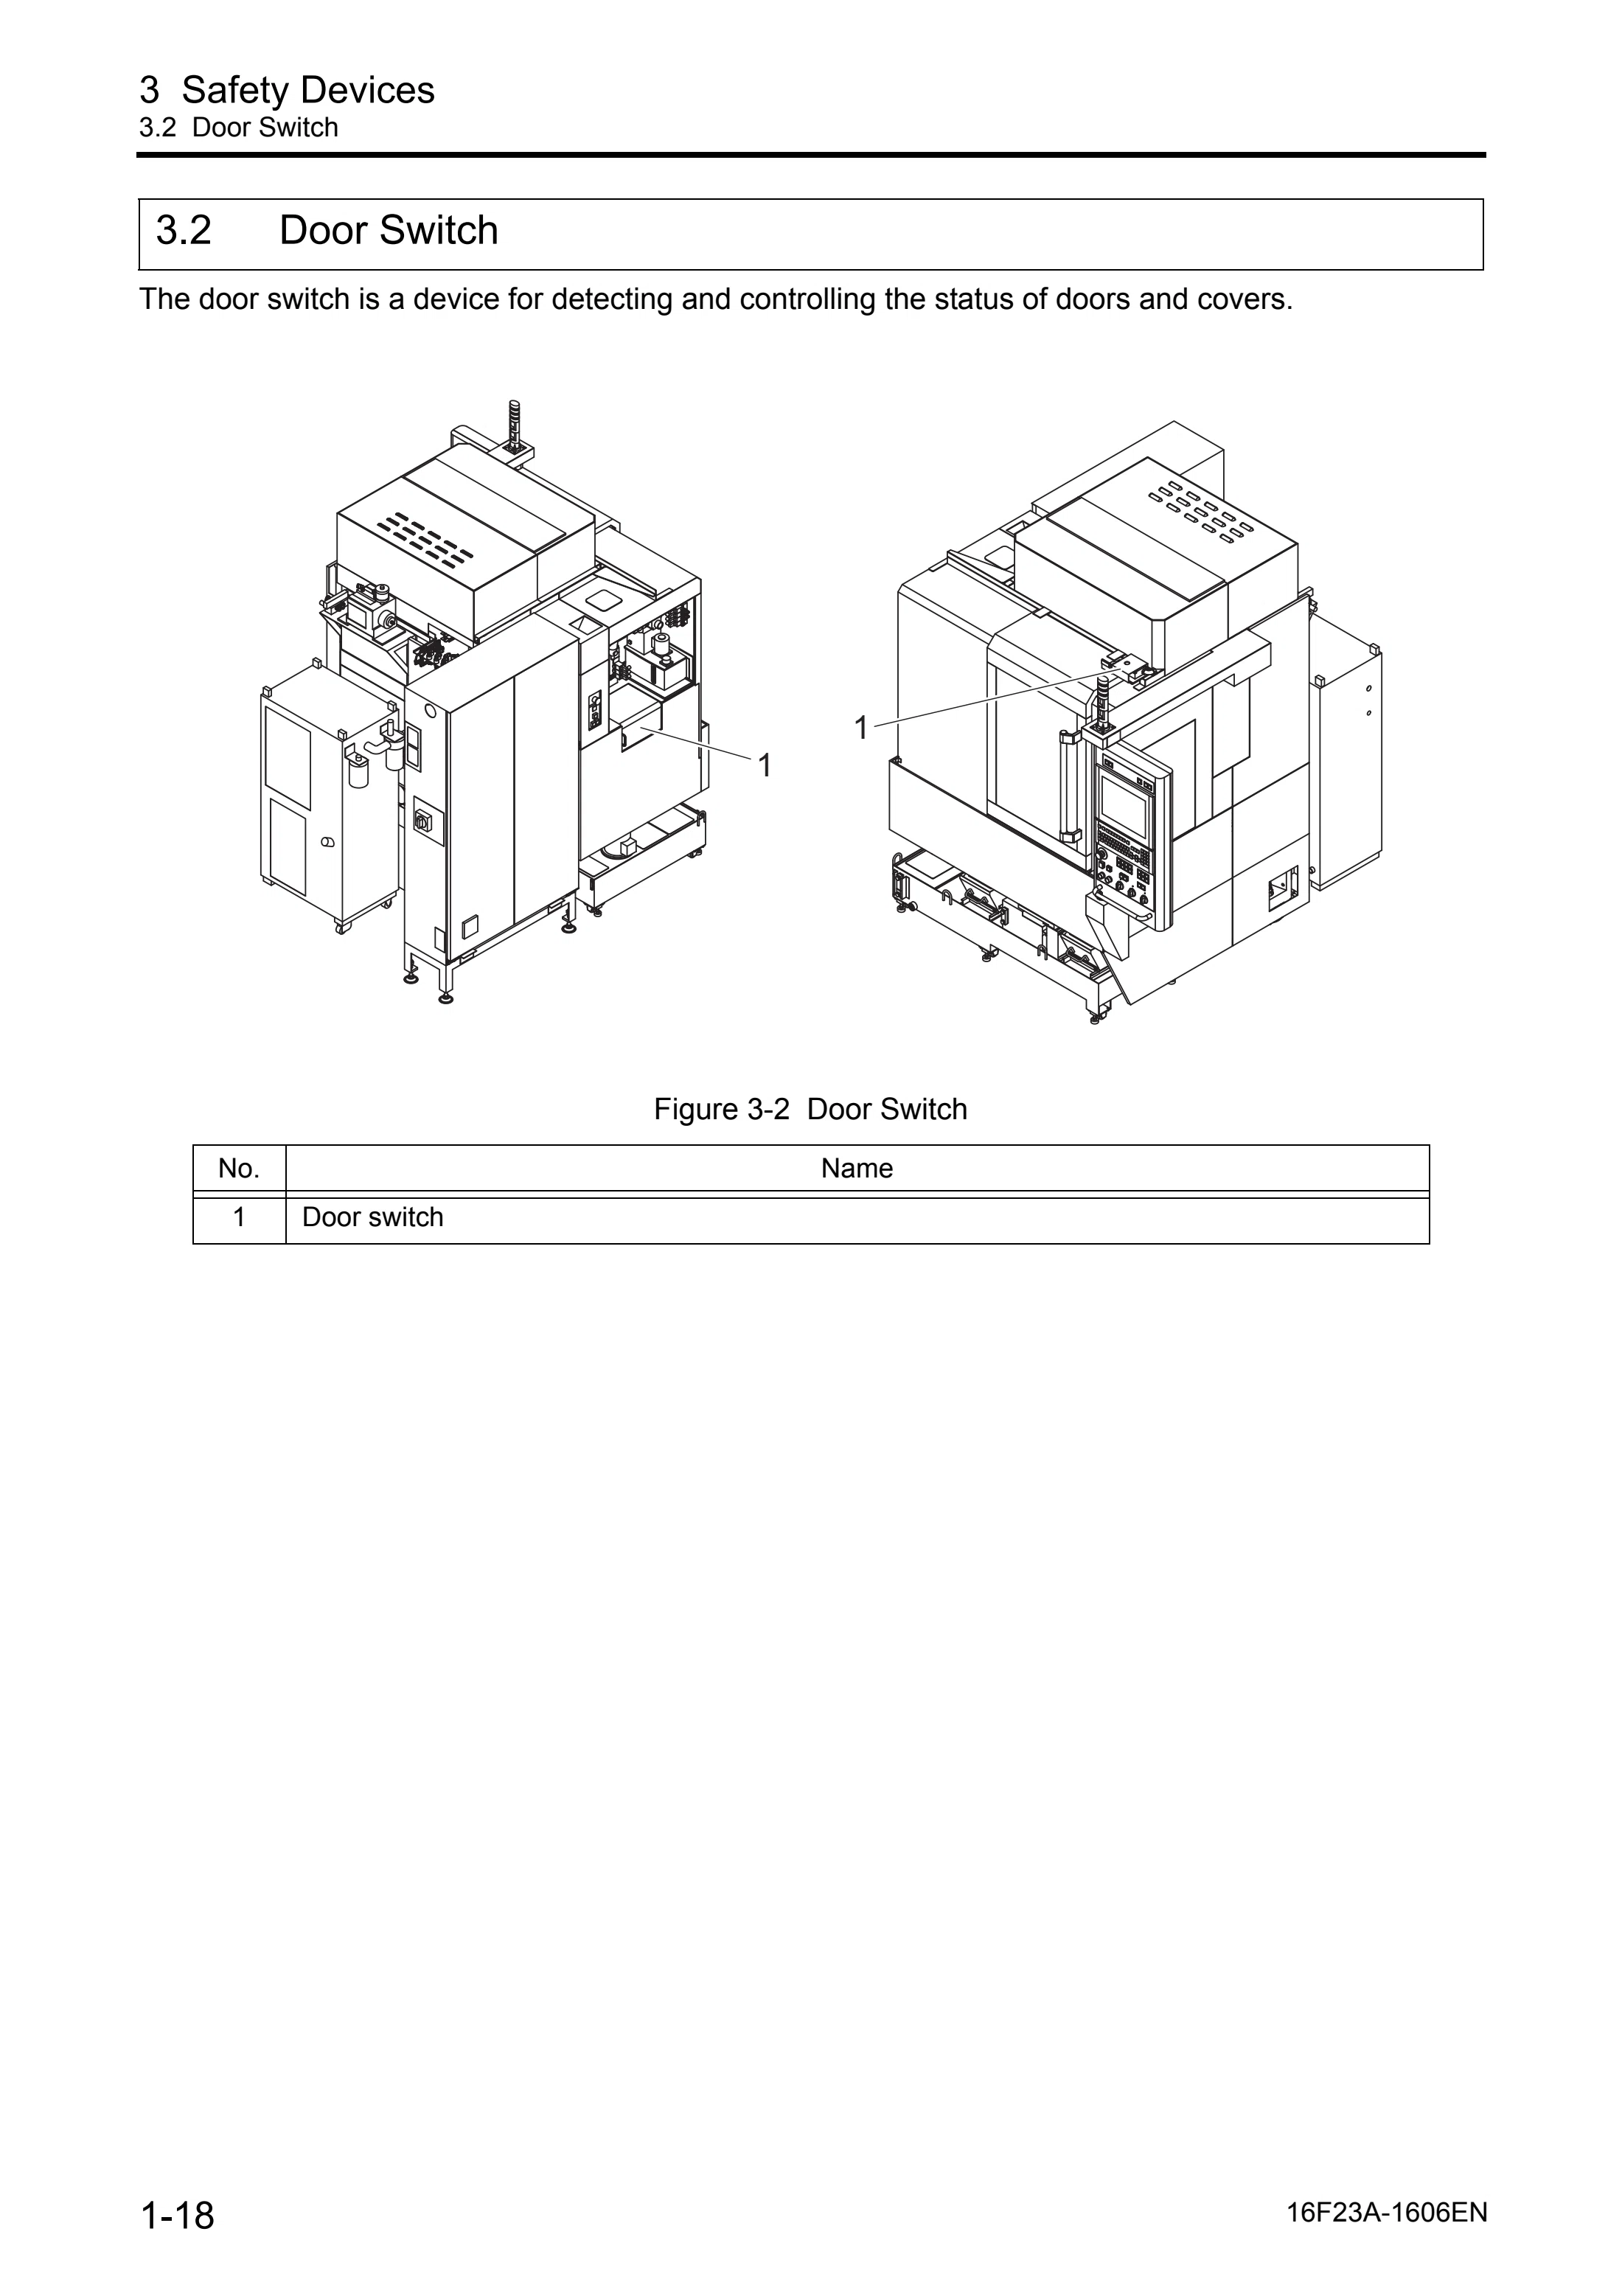 3 Safety Devices
3.2 Door Switch
3.2 Door Switch
The door switch is a device for detecting and controlling the status of doors and covers.
1
1
Figure 3-2 Door Switch
No. Name
1 Door switch
1-18
16F23A-1606EN